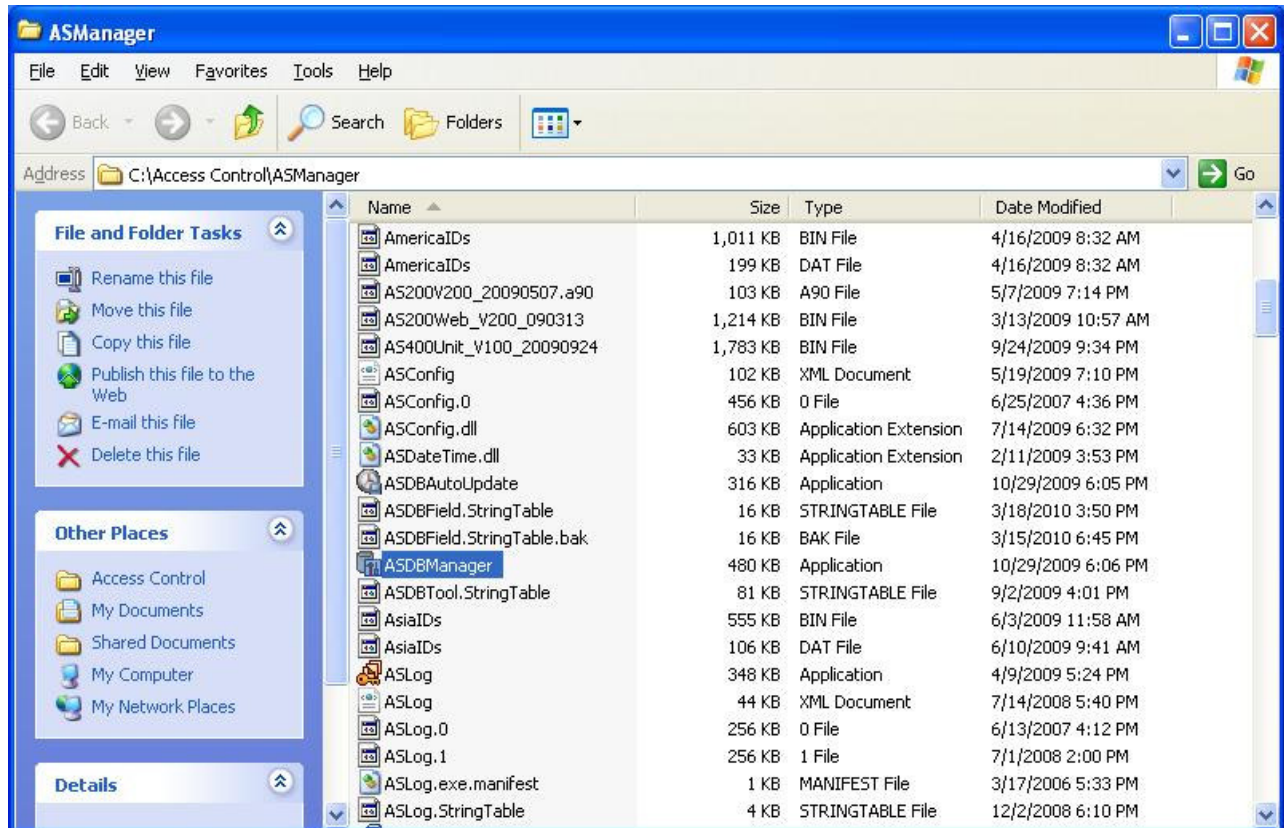 ASManager
File Edit View Favorites Tools Help
Back Search Folders
Address C:\Access Control\ASManager Go
File and Folder Tasks
Rename this file
Move this file
Copy this file
Publish this file to the
Web
E-mail this file
Delete this file
Other Places
Access Control
My Documents
Shared Documents
My Computer
My Network Places
Details
Name Size Type Date Modified
AmericaIDs 1,011 KB BIN File 4/16/2009 8:32 AM
AmericaIDs 199 KB DAT File 4/16/2009 8:32 AM
AS200V200_20090507.a90 103 KB A90 File 5/7/2009 7:14 PM
AS200Web_V200_090313 1,214 KB BIN File 3/13/2009 10:57 AM
AS400Unit_V100_20090924 1,783 KB BIN File 9/24/2009 9:34 PM
ASConfig 102 KB XML Document 5/19/2009 7:10 PM
ASConfig.0 456 KB 0 File 6/25/2007 4:36 PM
ASConfig.dll 603 KB Application Extension 7/14/2009 6:32 PM
ASDateTime.dll 33 KB Application Extension 2/11/2009 3:53 PM
ASDBAutoUpdate 316 KB Application 10/29/2009 6:05 PM
ASDBField.StringTable 16 KB STRINGTABLE File 3/18/2010 3:50 PM
ASDBField.StringTable.bak 16 KB BAK File 3/15/2010 6:45 PM
ASDBManager 480 KB Application 10/29/2009 6:06 PM
ASDBTool.StringTable 81 KB STRINGTABLE File 9/2/2009 4:01 PM
AsiaIDs 555 KB BIN File 6/3/2009 11:58 AM
AsiaIDs 106 KB DAT File 6/10/2009 9:41 AM
ASLog 348 KB Application 4/9/2009 5:24 PM
ASLog 44 KB XML Document 7/14/2008 5:40 PM
ASLog.0 256 KB 0 File 6/13/2007 4:12 PM
ASLog.1 256 KB 1 File 7/1/2008 2:00 PM
ASLog.exe.manifest 1 KB MANIFEST File 3/17/2006 5:33 PM
ASLog.StringTable 4 KB STRINGTABLE File 12/2/2008 6:10 PM